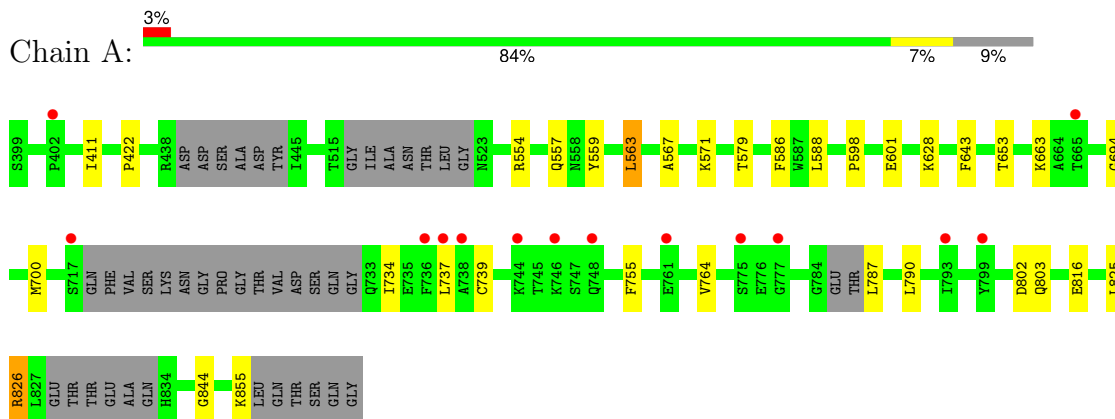 3%
Chain A:
84% 7% 9%
S399 P402 I411 P422 R438 ASP ASP SER ALA ASP TYR I445 T515 GLY ILE ALA ASN THR LEU GLY N523 R554 Q557 N558 Y559 L563 A567 K571 T579 F586 W587 L588 P598 E601 K628 F643 T653 K663 A664 T665 G694
M700 S717 GLN PHE VAL SER LYS ASN GLY PRO GLY THR VAL ASP SER GLN GLY Q733 I734 E735 F736 L737 A738 C739 K744 T745 K746 S747 Q748 F755 E761 V764 S775 E776 G777 G784 GLU THR L787 L790 I793 Y799 D802 Q803 E816 L825
R826 L827 GLU THR THR GLU ALA GLN H834 G844 K855 LEU GLN THR SER GLN GLY